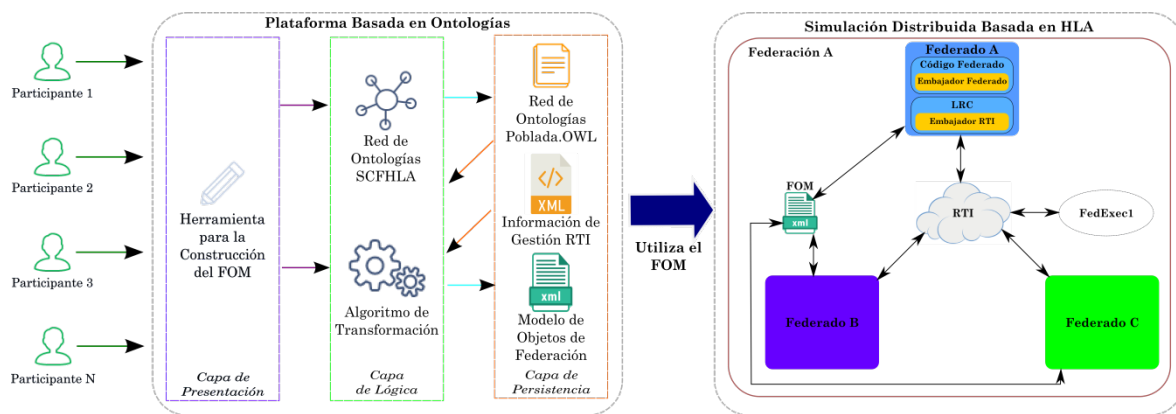 Plataforma Basada en Ontologías
Participante 1
Participante 2
Participante 3
Participante N
Herramienta
para la
Construcción
del FOM
Capa de
Presentación
Red de
Ontologías
SCFHLA
Algoritmo de
Transformación
Capa
de Lógica
Red de
Ontologías
Poblada.OWL
XML
Información de
Gestión RTI
xml
Modelo de
Objetos de
Federación
Capa de
Persistencia
Utiliza el
FOM
Simulación Distribuida Basada en HLA
Federación A
Federado A
Código Federado
Embajador Federado
LRC
Embajador RTI
FOM
xml
RTI
FedExec1
Federado B
Federado C